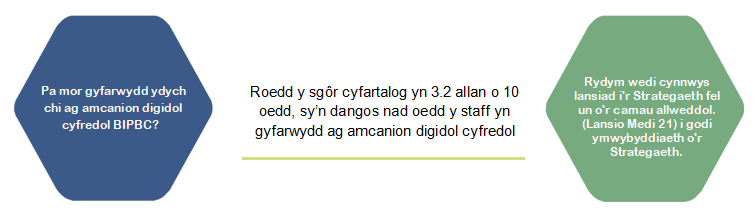 Pa mor gyfarwydd ydych
chi ag amcanion digidol
cyfredol BIPBC?
Roedd y sgôr cyfartalog yn 3.2 allan o 10
oedd, sy'n dangos nad oedd y staff yn
gyfarwydd ag amcanion digidol cyfredol
Rydym wedi cynnwys
lansiad i'r Strategaeth fel
un o'r camau allweddol.
(Lansio Medi 21) i godi
ymwybyddiaeth o'r
Strategaeth.